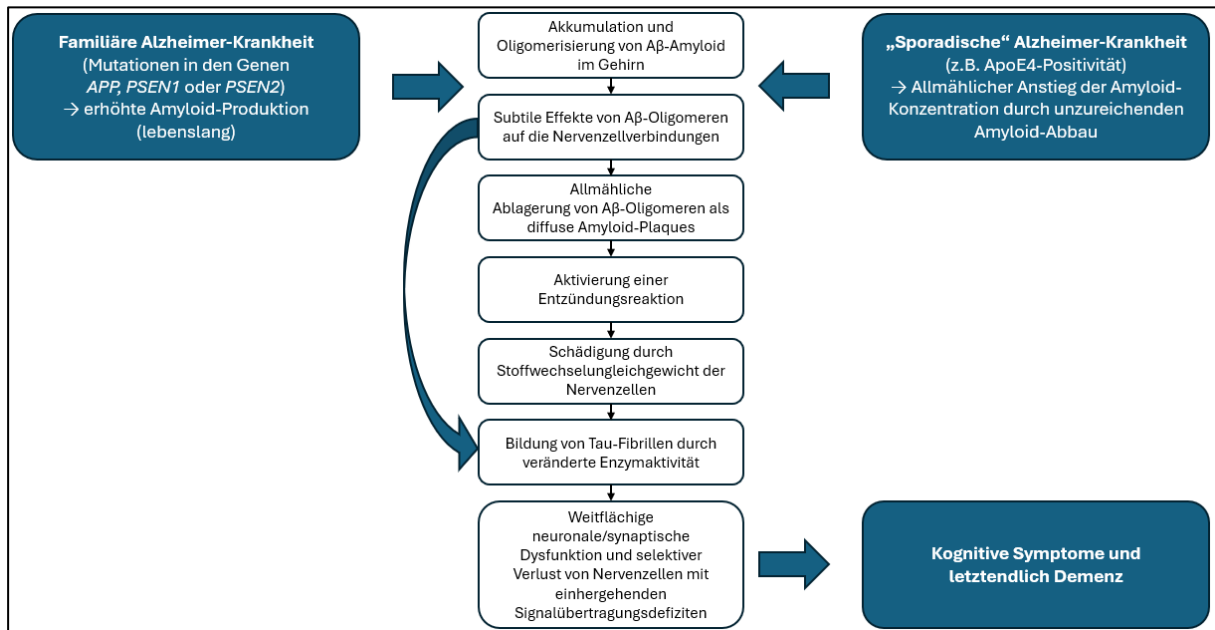 Familiäre Alzheimer-Krankheit
(Mutationen in den Genen
APP, PSEN1 oder PSEN2)
→ erhöhte Amyloid-Produktion
(lebenslang)
Akkumulation und
Oligomerisierung von Aβ-Amyloid
im Gehirn
„Sporadische“ Alzheimer-Krankheit
(z.B. ApoE4-Positivität)
→ Allmählicher Anstieg der Amyloid-
Konzentration durch unzureichenden
Amyloid-Abbau
Subtile Effekte von Aβ-Oligomeren
auf die Nervenzellverbindungen
Allmähliche
Ablagerung von Aβ-Oligomeren als
diffuse Amyloid-Plaques
Aktivierung einer
Entzündungsreaktion
Schädigung durch
Stoffwechselungleichgewicht der
Nervenzellen
Bildung von Tau-Fibrillen durch
veränderte Enzymaktivität
Weitflächige
neuronale/synaptische
Dysfunktion und selektiver
Verlust von Nervenzellen mit
einhergehenden
Signalübertragungsdefiziten
Kognitive Symptome und
letztendlich Demenz